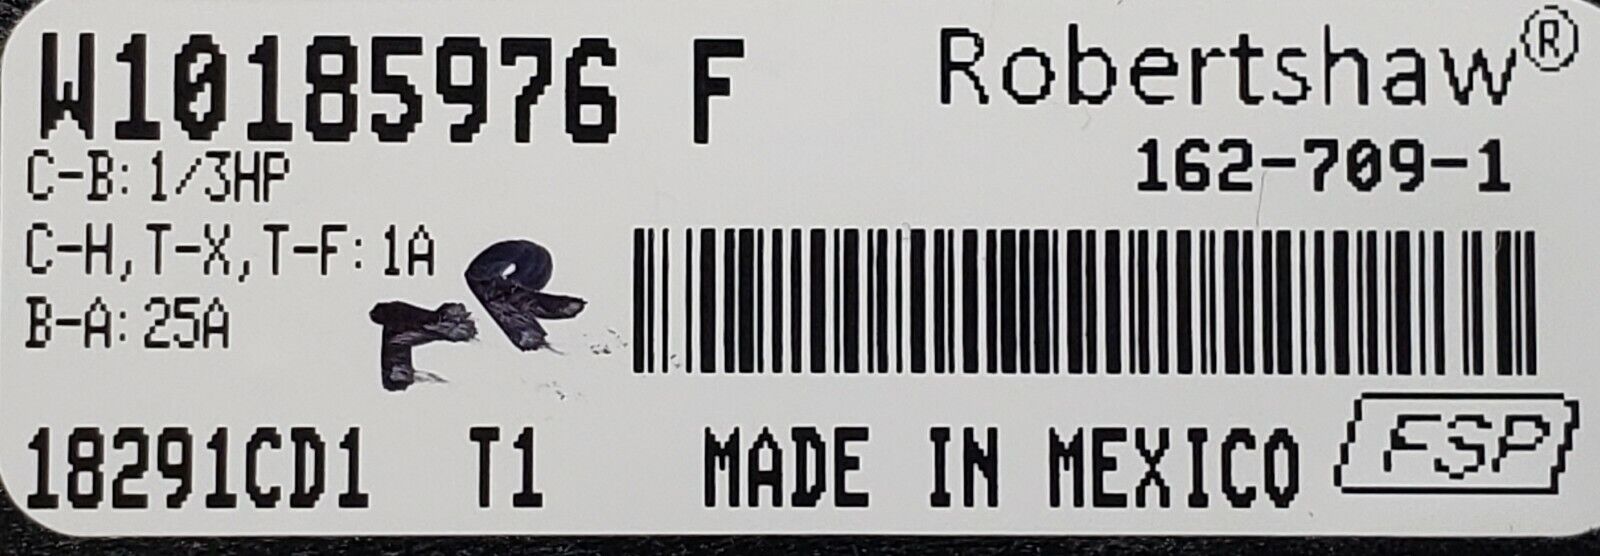 W10185976 F
Robertshaw®
162-709-1
C-B: 1/3HP
C-H, T-X, T-F: 1A
B-A: 25A
18291CD1 T1 MADE IN MEXICO FSP